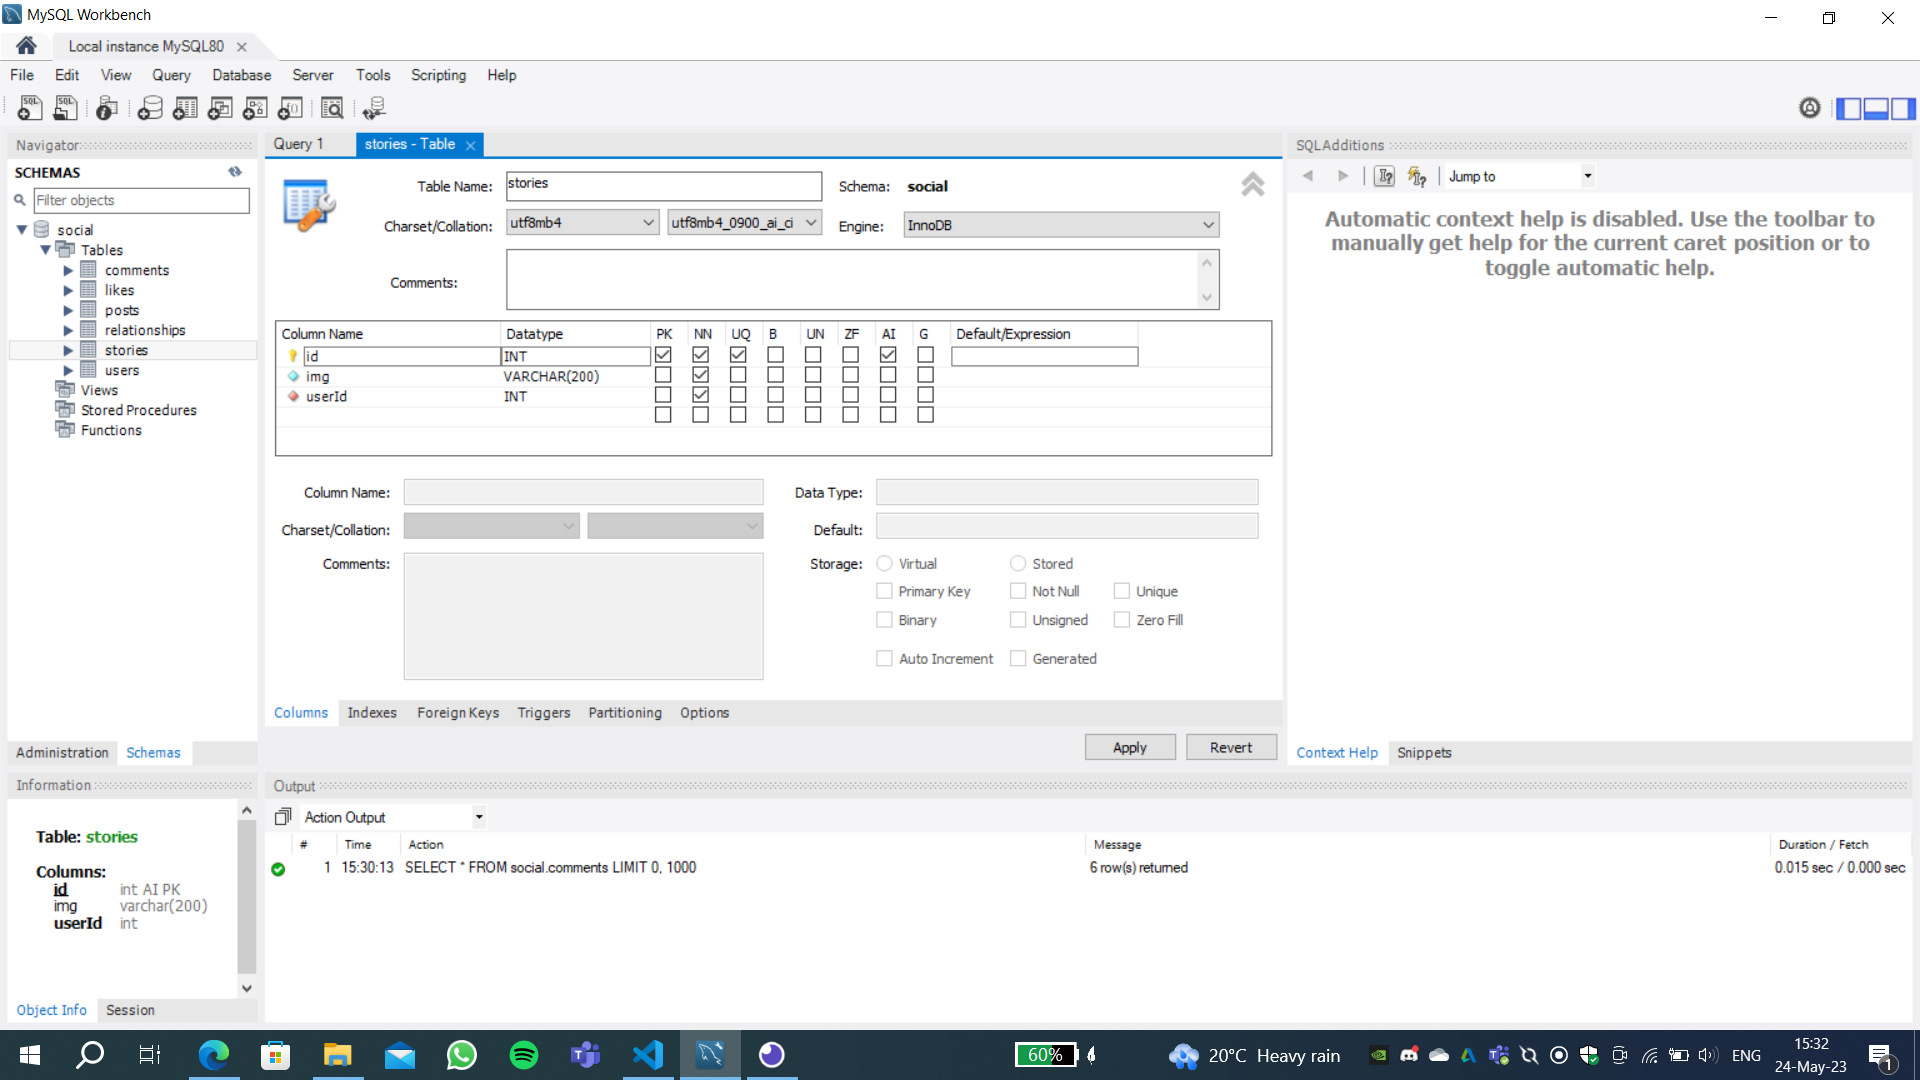 MySQL Workbench
Local instance MySQL80
File Edit View Query Database Server Tools Scripting Help
Navigator
SCHEMAS
Filter objects
social
Tables
comments
likes
posts
relationships
stories
users
Views
Stored Procedures
Functions
Administration Schemas
Information
Table: stories
Columns:
id int AI PK
img varchar(200)
userId int
Object Info Session
Query 1 stories - Table
Table Name: stories Schema: social
Charset/Collation: utf8mb4 utf8mb4_0900_ai_ci Engine: InnoDB
Comments:
Column Name Datatype PK NN UQ B UN ZF AI G Default/Expression
id INT
img VARCHAR(200)
userId INT
Column Name: Data Type:
Charset/Collation: Default:
Comments: Storage: Virtual Stored
Primary Key Not Null Unique
Binary Unsigned Zero Fill
Auto Increment Generated
Columns Indexes Foreign Keys Triggers Partitioning Options
Apply Revert
SQLAdditions
Jump to
Automatic context help is disabled. Use the toolbar to
manually get help for the current caret position or to
toggle automatic help.
Context Help Snippets
Output
Action Output
# Time Action Message Duration / Fetch
1 15:30:13 SELECT * FROM social.comments LIMIT 0, 1000 6 row(s) returned 0.015 sec / 0.000 sec
60% 20°C Heavy rain ENG 15:32
24-May-23 1